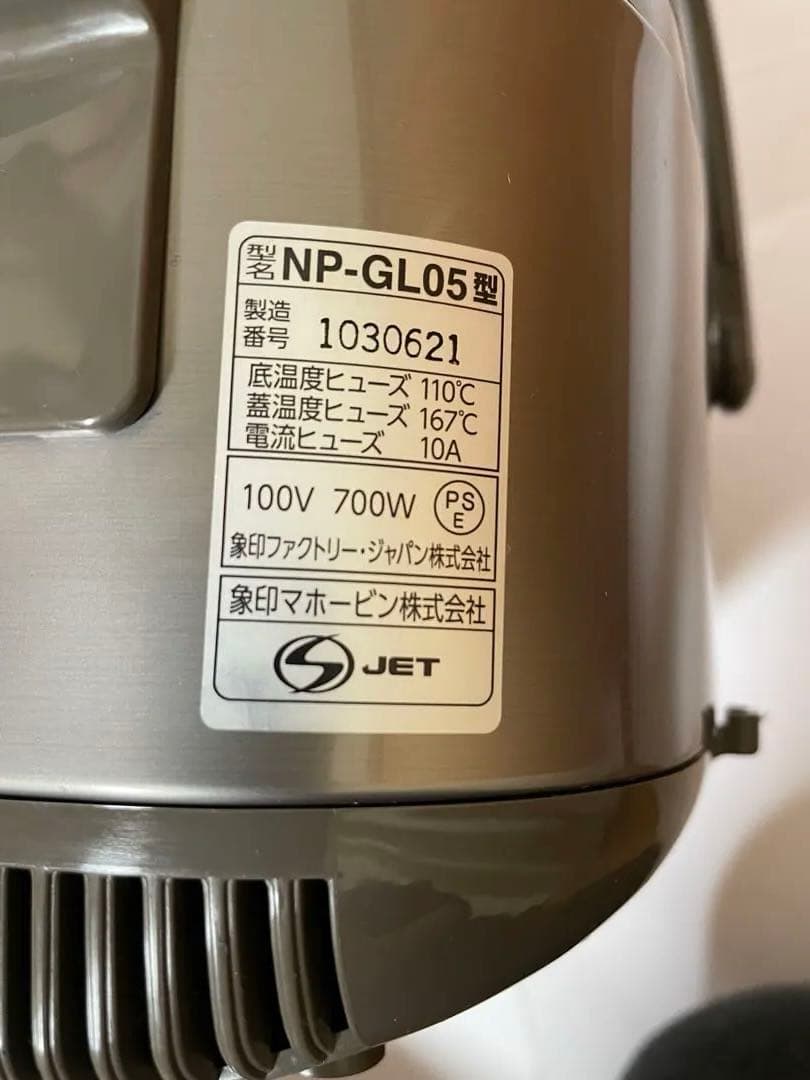 型名 NP-GL05型
製造番号 1030621
底温度ヒューズ 110℃
蓋温度ヒューズ 167℃
電流ヒューズ 10A
100V 700W PSE
象印ファクトリー・ジャパン株式会社
象印マホービン株式会社
S JET